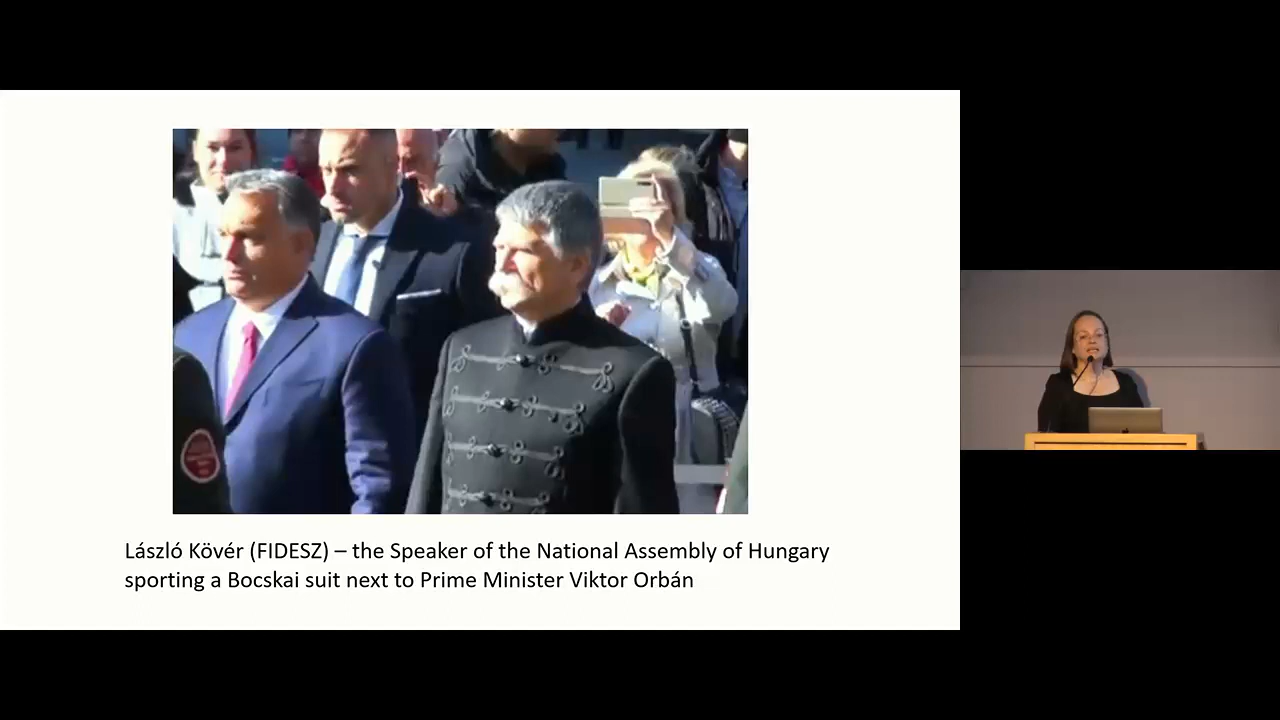 László Kövér (FIDESZ) – the Speaker of the National Assembly of Hungary
sporting a Bocskai suit next to Prime Minister Viktor Orbán